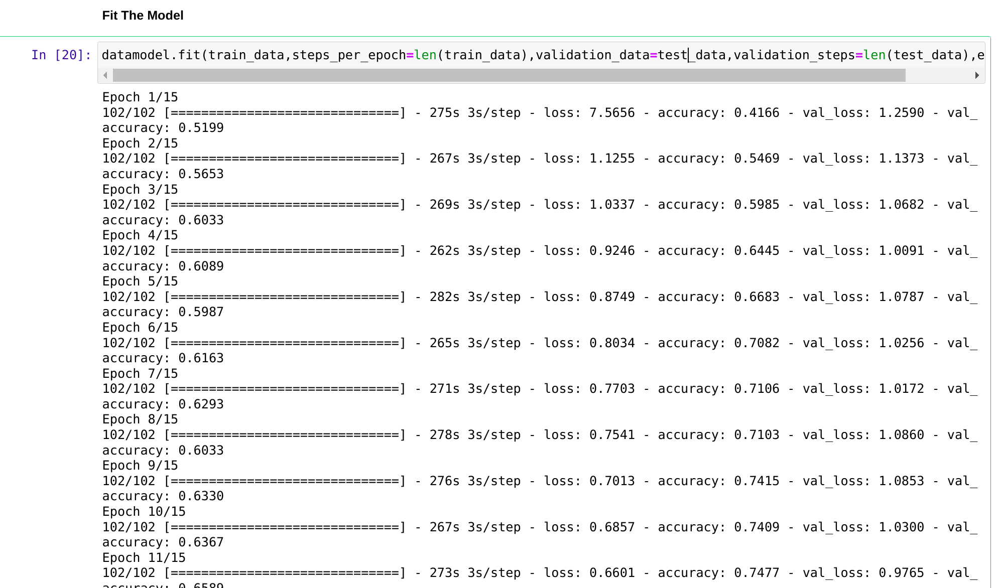 Fit The Model
In [20]: datamodel.fit(train_data,steps_per_epoch=len(train_data),validation_data=test_data,validation_steps=len(test_data),e
Epoch 1/15
102/102 [==============================] - 275s 3s/step - loss: 7.5656 - accuracy: 0.4166 - val_loss: 1.2590 - val_
accuracy: 0.5199
Epoch 2/15
102/102 [==============================] - 267s 3s/step - loss: 1.1255 - accuracy: 0.5469 - val_loss: 1.1373 - val_
accuracy: 0.5653
Epoch 3/15
102/102 [==============================] - 269s 3s/step - loss: 1.0337 - accuracy: 0.5985 - val_loss: 1.0682 - val_
accuracy: 0.6033
Epoch 4/15
102/102 [==============================] - 262s 3s/step - loss: 0.9246 - accuracy: 0.6445 - val_loss: 1.0091 - val_
accuracy: 0.6089
Epoch 5/15
102/102 [==============================] - 282s 3s/step - loss: 0.8749 - accuracy: 0.6683 - val_loss: 1.0787 - val_
accuracy: 0.5987
Epoch 6/15
102/102 [==============================] - 265s 3s/step - loss: 0.8034 - accuracy: 0.7082 - val_loss: 1.0256 - val_
accuracy: 0.6163
Epoch 7/15
102/102 [==============================] - 271s 3s/step - loss: 0.7703 - accuracy: 0.7106 - val_loss: 1.0172 - val_
accuracy: 0.6293
Epoch 8/15
102/102 [==============================] - 278s 3s/step - loss: 0.7541 - accuracy: 0.7103 - val_loss: 1.0860 - val_
accuracy: 0.6033
Epoch 9/15
102/102 [==============================] - 276s 3s/step - loss: 0.7013 - accuracy: 0.7415 - val_loss: 1.0853 - val_
accuracy: 0.6330
Epoch 10/15
102/102 [==============================] - 267s 3s/step - loss: 0.6857 - accuracy: 0.7409 - val_loss: 1.0300 - val_
accuracy: 0.6367
Epoch 11/15
102/102 [==============================] - 273s 3s/step - loss: 0.6601 - accuracy: 0.7477 - val_loss: 0.9765 - val_
accuracy: 0.6589